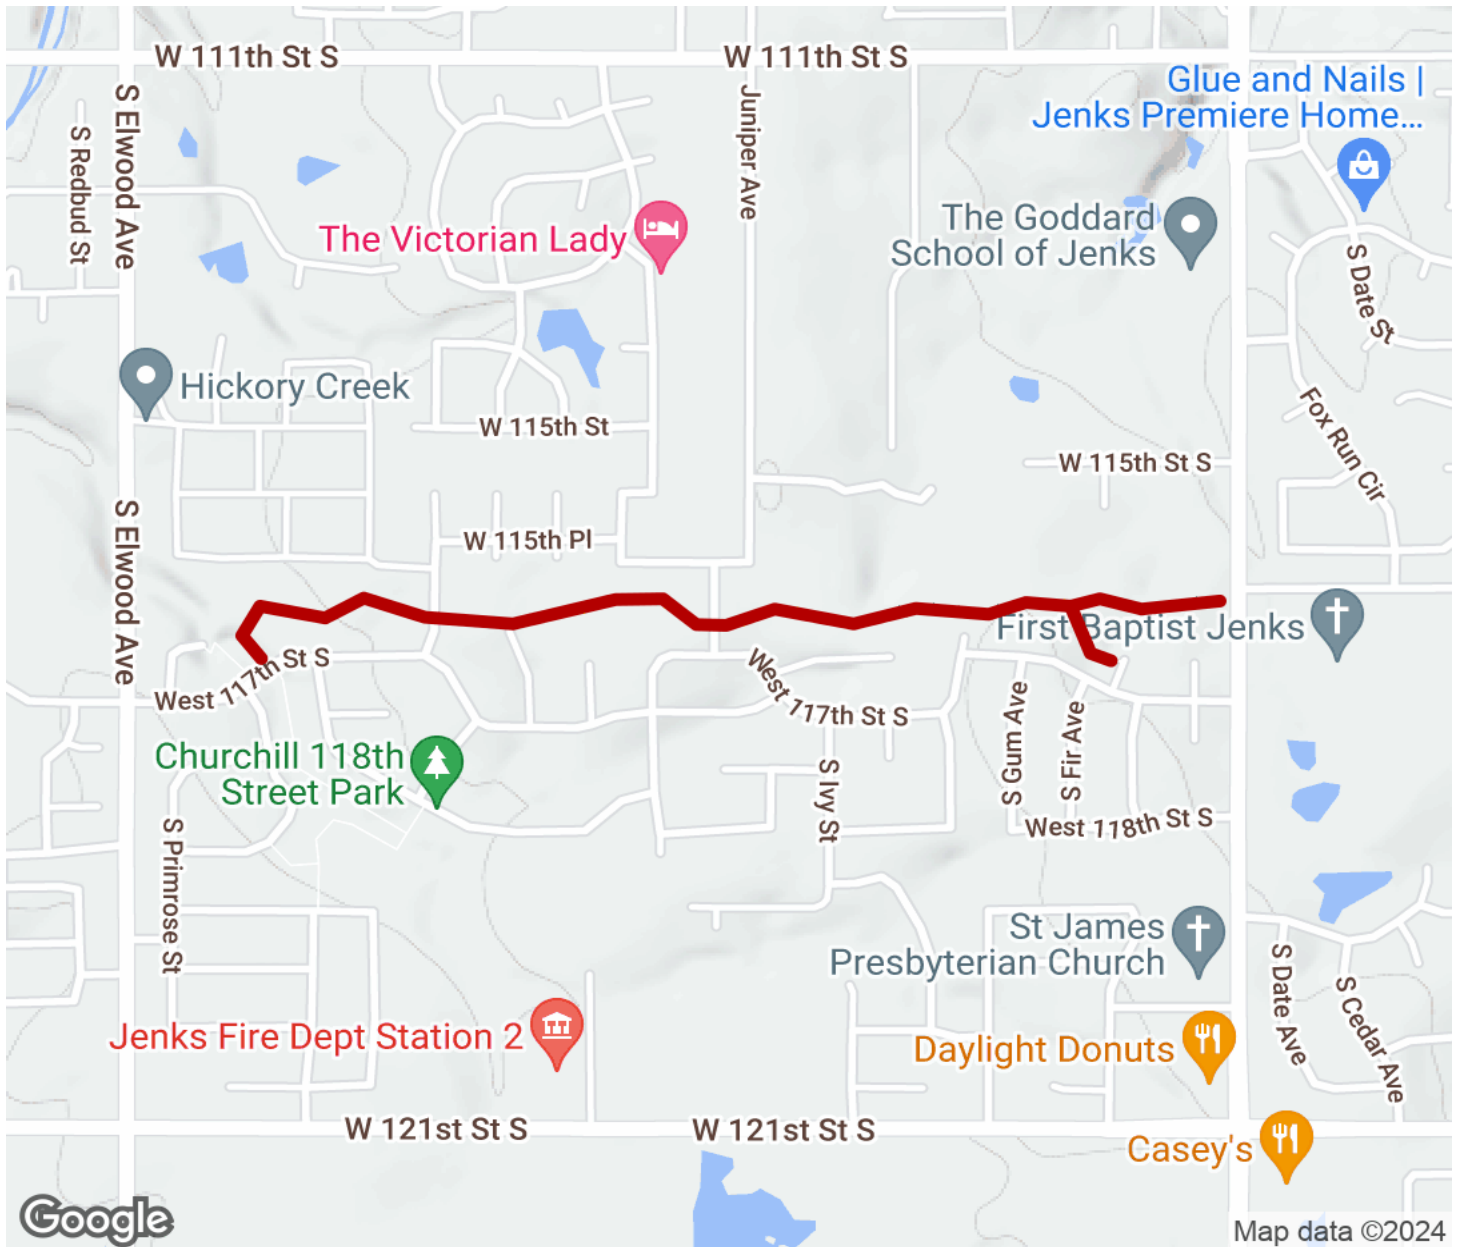 W 111th St S
W 111th St S
Glue and Nails |
Jenks Premiere Home...
S Redbud St
S Elwood Ave
Juniper Ave
The Victorian Lady
The Goddard
School of Jenks
S Date St
Hickory Creek
W 115th St
Fox Run Cir
W 115th St S
S Elwood Ave
W 115th Pl
First Baptist Jenks
West 117th St S
West 117th St S
S Gum Ave
S Fir Ave
Churchill 118th
Street Park
S Ivy St
West 118th St S
S Primrose St
St James
Presbyterian Church
S Date Ave
S Cedar Ave
Jenks Fire Dept Station 2
Daylight Donuts
W 121st St S
W 121st St S
Casey's
Google
Map data ©2024